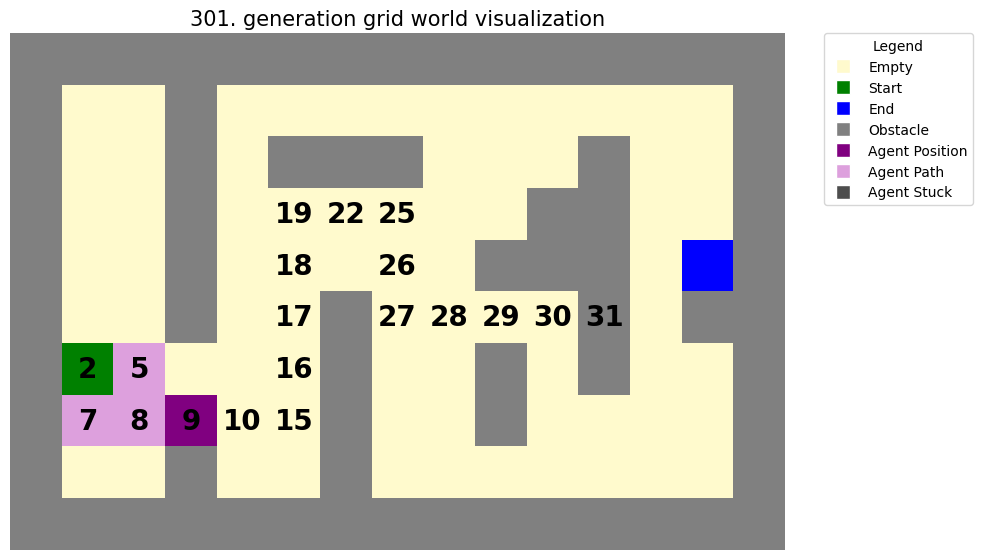 301. generation grid world visualization
Legend
Empty
Start
End
Obstacle
Agent Position
Agent Path
Agent Stuck
19 22 25
18 26
17 27 28 29 30 31
2 5 16
7 8 9 10 15